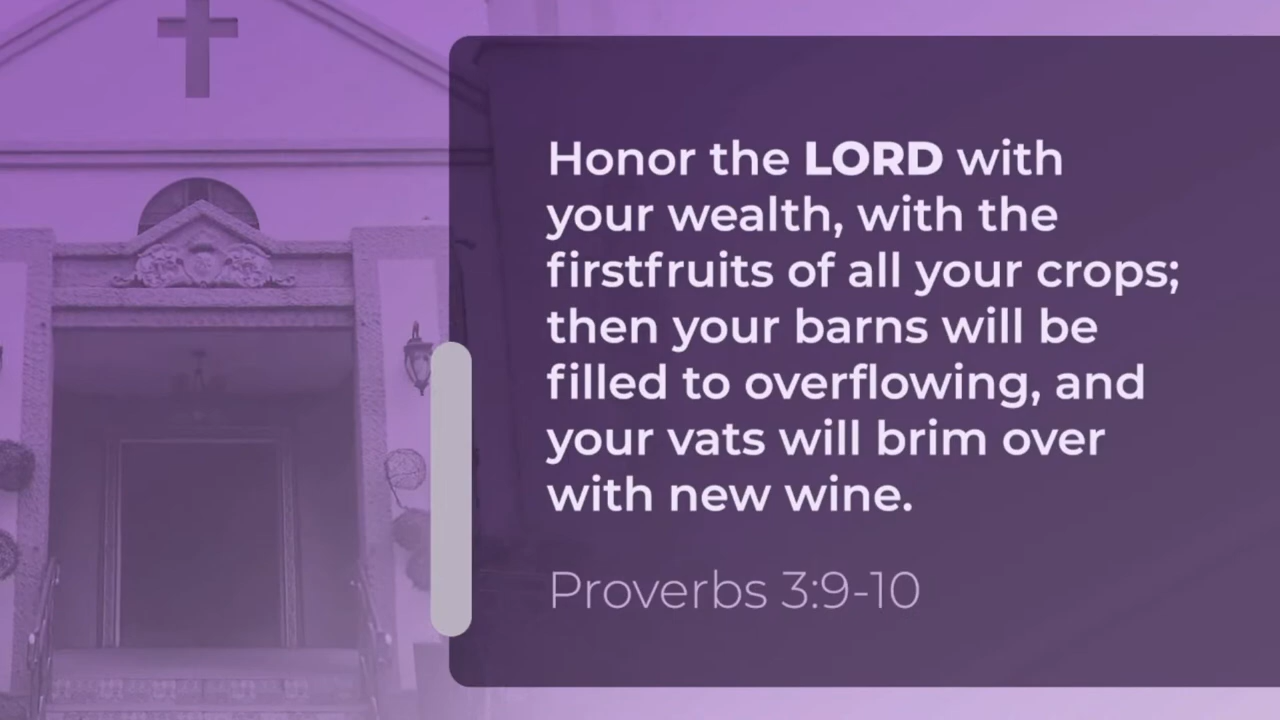 Honor the LORD with
your wealth, with the
firstfruits of all your crops;
then your barns will be
filled to overflowing, and
your vats will brim over
with new wine.
Proverbs 3:9-10